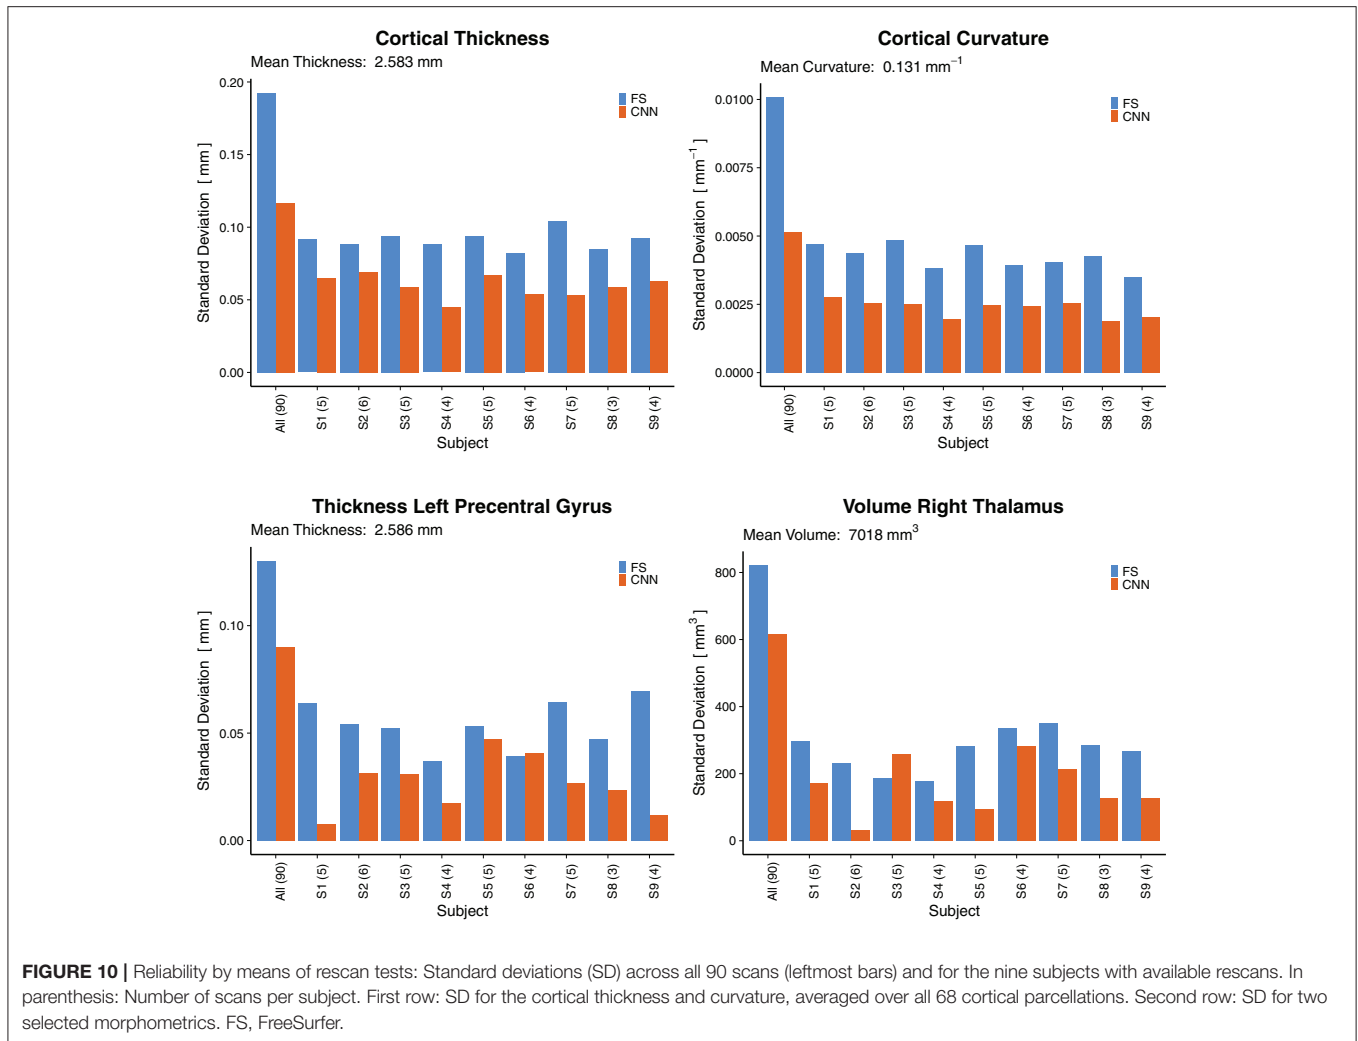 Cortical Thickness
Mean Thickness: 2.583 mm
0.20
0.15
0.10
0.05
0.00
Standard Deviation [ mm ]
FS
CNN
All (90)
S1 (5)
S2 (6)
S3 (5)
S4 (4)
S5 (5)
S6 (4)
S7 (5)
S8 (3)
S9 (4)
Subject
Cortical Curvature
Mean Curvature: 0.131 mm⁻¹
0.0100
0.0075
0.0050
0.0025
0.0000
Standard Deviation [ mm⁻¹ ]
FS
CNN
All (90)
S1 (5)
S2 (6)
S3 (5)
S4 (4)
S5 (5)
S6 (4)
S7 (5)
S8 (3)
S9 (4)
Subject
Thickness Left Precentral Gyrus
Mean Thickness: 2.586 mm
0.10
0.05
0.00
Standard Deviation [ mm ]
FS
CNN
All (90)
S1 (5)
S2 (6)
S3 (5)
S4 (4)
S5 (5)
S6 (4)
S7 (5)
S8 (3)
S9 (4)
Subject
Volume Right Thalamus
Mean Volume: 7018 mm³
800
600
400
200
0
Standard Deviation [ mm³ ]
FS
CNN
All (90)
S1 (5)
S2 (6)
S3 (5)
S4 (4)
S5 (5)
S6 (4)
S7 (5)
S8 (3)
S9 (4)
Subject
FIGURE 10 | Reliability by means of rescan tests: Standard deviations (SD) across all 90 scans (leftmost bars) and for the nine subjects with available rescans. In
parenthesis: Number of scans per subject. First row: SD for the cortical thickness and curvature, averaged over all 68 cortical parcellations. Second row: SD for two
selected morphometrics. FS, FreeSurfer.